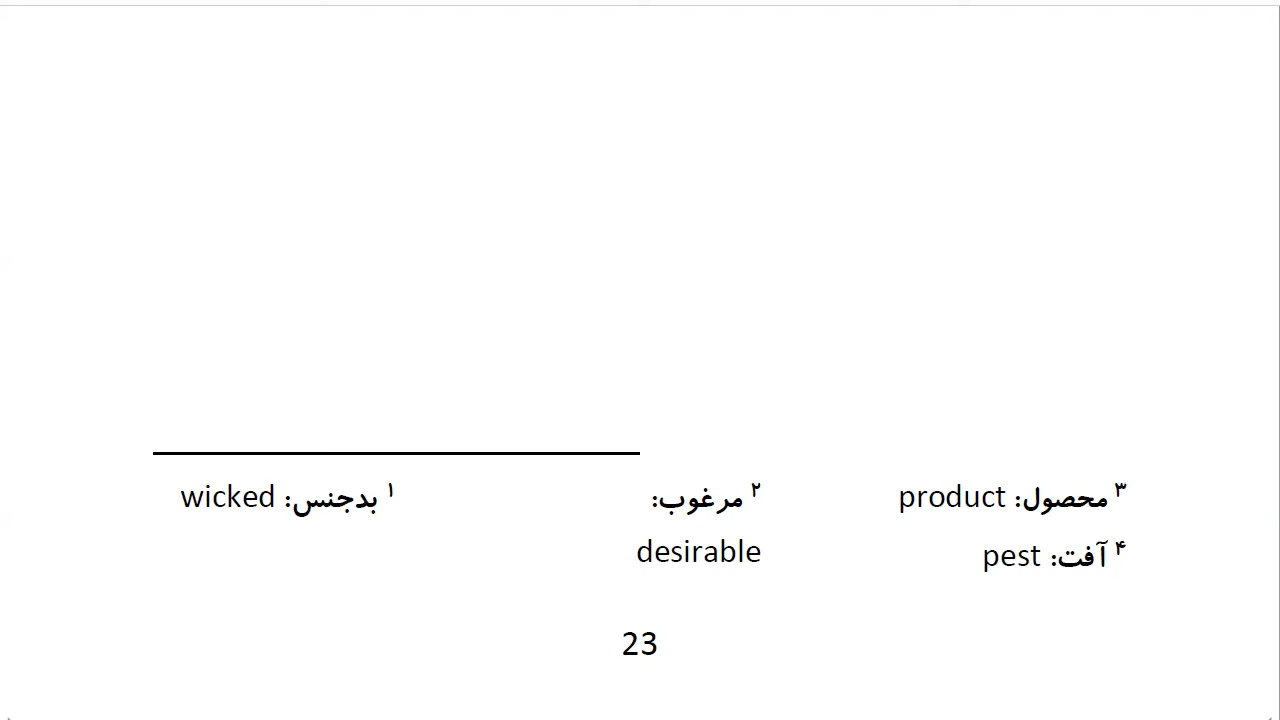 ۱ بدجنس: wicked
۲ مرغوب:
desirable
۳ محصول: product
۴ آفت: pest
23